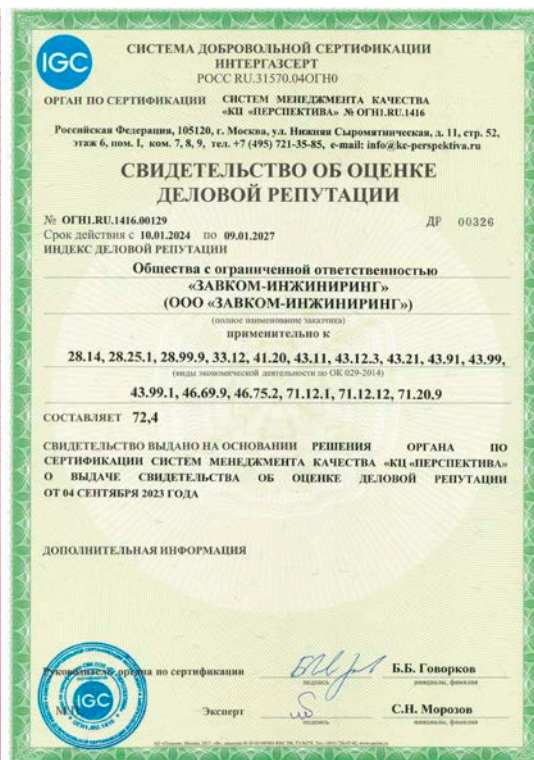 IGC
СИСТЕМА ДОБРОВОЛЬНОЙ СЕРТИФИКАЦИИ
ИНТЕРГАЗСЕРТ
РОСС RU.31570.04ОГН0
ОРГАН ПО СЕРТИФИКАЦИИ СИСТЕМ МЕНЕДЖМЕНТА КАЧЕСТВА
«КЦ «ПЕРСПЕКТИВА» № ОГН1.RU.1416
Российская Федерация, 105120, г. Москва, ул. Нижняя Сыромятническая, д. 11, стр. 52,
этаж 6, пом. I, ком. 7, 8, 9, тел. +7 (495) 721-35-85, e-mail: info@kc-perspektiva.ru
СВИДЕТЕЛЬСТВО ОБ ОЦЕНКЕ
ДЕЛОВОЙ РЕПУТАЦИИ
№ ОГН1.RU.1416.00129 ДР 00326
Срок действия с 10.01.2024 по 09.01.2027
ИНДЕКС ДЕЛОВОЙ РЕПУТАЦИИ
Общества с ограниченной ответственностью
«ЗАВКОМ-ИНЖИНИРИНГ»
(ООО «ЗАВКОМ-ИНЖИНИРИНГ»)
(полное наименование заказчика)
применительно к
28.14, 28.25.1, 28.99.9, 33.12, 41.20, 43.11, 43.12.3, 43.21, 43.91, 43.99,
(виды экономической деятельности по ОК 029-2014)
43.99.1, 46.69.9, 46.75.2, 71.12.1, 71.12.12, 71.20.9
СОСТАВЛЯЕТ 72,4
СВИДЕТЕЛЬСТВО ВЫДАНО НА ОСНОВАНИИ РЕШЕНИЯ ОРГАНА ПО
СЕРТИФИКАЦИИ СИСТЕМ МЕНЕДЖМЕНТА КАЧЕСТВА «КЦ «ПЕРСПЕКТИВА»
О ВЫДАЧЕ СВИДЕТЕЛЬСТВА ОБ ОЦЕНКЕ ДЕЛОВОЙ РЕПУТАЦИИ
ОТ 04 СЕНТЯБРЯ 2023 ГОДА
ДОПОЛНИТЕЛЬНАЯ ИНФОРМАЦИЯ
Руководитель органа по сертификации Б.Б. Говорков
подпись инициалы, фамилия
IGC
ОГН1.RU.1416
Эксперт С.Н. Морозов
подпись инициалы, фамилия